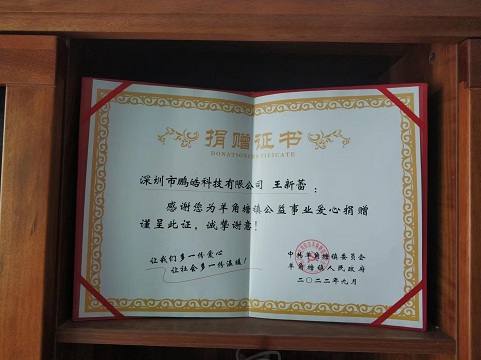 捐赠证书
DONATION CERTIFICATE
深圳市鹏皓科技有限公司 王新蕾：
感谢您为羊角塘镇公益事业爱心捐赠
谨呈此证，诚挚谢意！
让我们多一份爱心
让社会多一份温暖！
中共羊角塘镇委员会
羊角塘镇人民政府
二〇二二年九月